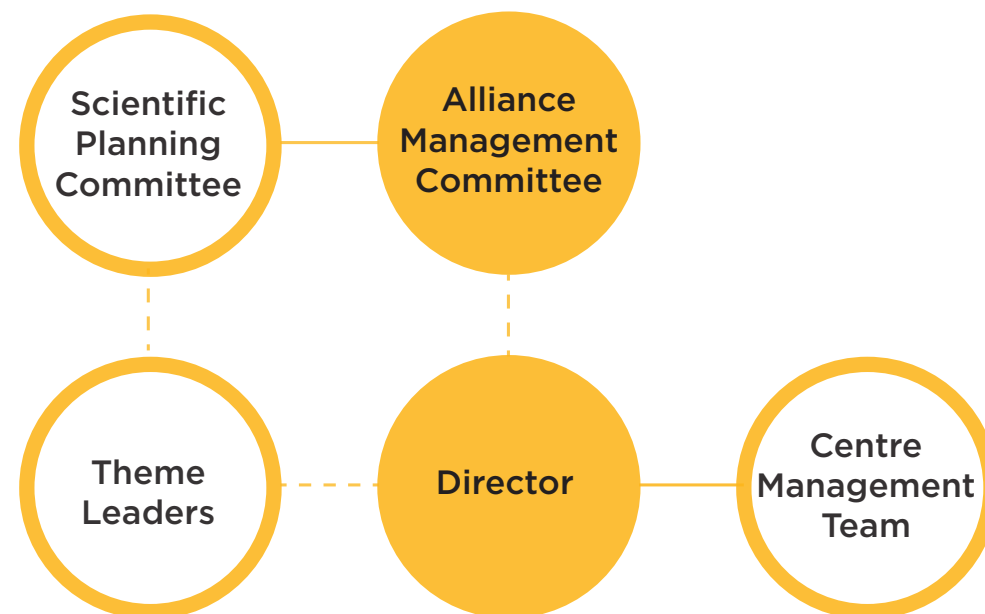 Scientific
Planning
Committee
Alliance
Management
Committee
Theme
Leaders
Director
Centre
Management
Team